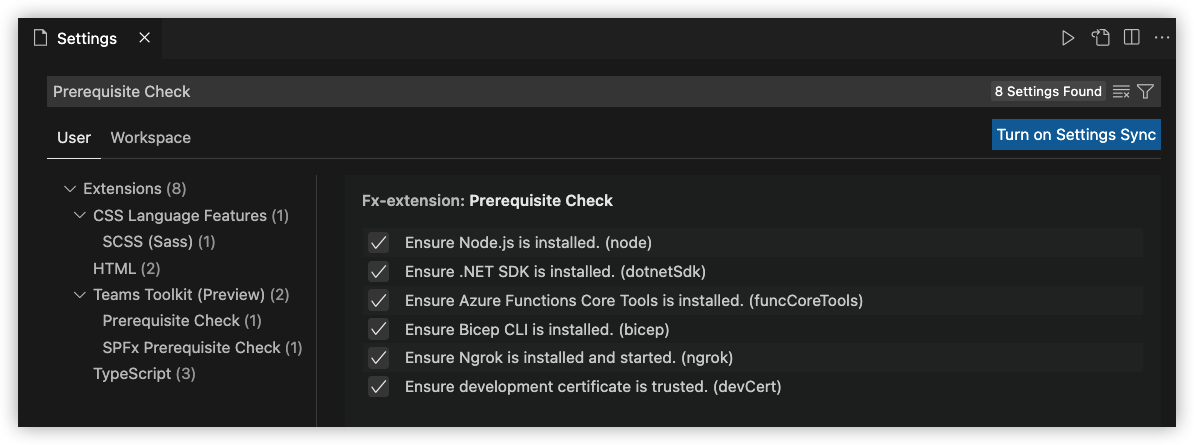 Settings
Prerequisite Check
8 Settings Found
User
Workspace
Turn on Settings Sync
Extensions (8)
CSS Language Features (1)
SCSS (Sass) (1)
HTML (2)
Teams Toolkit (Preview) (2)
Prerequisite Check (1)
SPFx Prerequisite Check (1)
TypeScript (3)
Fx-extension: Prerequisite Check
Ensure Node.js is installed. (node)
Ensure .NET SDK is installed. (dotnetSdk)
Ensure Azure Functions Core Tools is installed. (funcCoreTools)
Ensure Bicep CLI is installed. (bicep)
Ensure Ngrok is installed and started. (ngrok)
Ensure development certificate is trusted. (devCert)